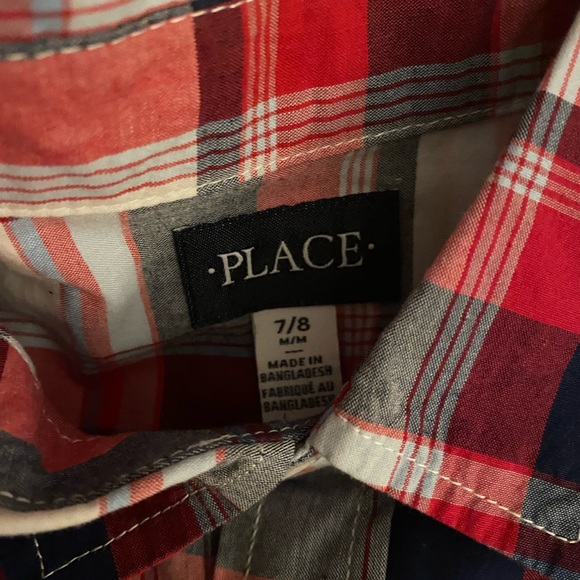 ·PLACE·
7/8
M/M
MADE IN
BANGLADESH
FABRIQUÉ AU
BANGLADESH